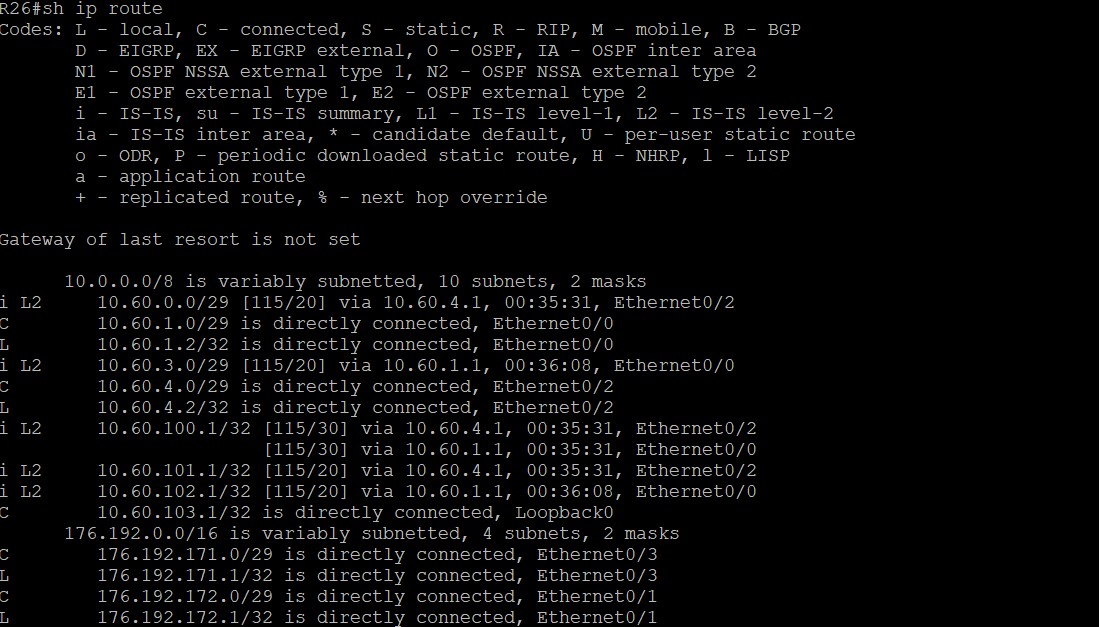 R26#sh ip route
Codes: L - local, C - connected, S - static, R - RIP, M - mobile, B - BGP
D - EIGRP, EX - EIGRP external, O - OSPF, IA - OSPF inter area
N1 - OSPF NSSA external type 1, N2 - OSPF NSSA external type 2
E1 - OSPF external type 1, E2 - OSPF external type 2
i - IS-IS, su - IS-IS summary, L1 - IS-IS level-1, L2 - IS-IS level-2
ia - IS-IS inter area, * - candidate default, U - per-user static route
o - ODR, P - periodic downloaded static route, H - NHRP, l - LISP
a - application route
+ - replicated route, % - next hop override
Gateway of last resort is not set
10.0.0.0/8 is variably subnetted, 10 subnets, 2 masks
i L2 10.60.0.0/29 [115/20] via 10.60.4.1, 00:35:31, Ethernet0/2
C 10.60.1.0/29 is directly connected, Ethernet0/0
L 10.60.1.2/32 is directly connected, Ethernet0/0
i L2 10.60.3.0/29 [115/20] via 10.60.1.1, 00:36:08, Ethernet0/0
C 10.60.4.0/29 is directly connected, Ethernet0/2
L 10.60.4.2/32 is directly connected, Ethernet0/2
i L2 10.60.100.1/32 [115/30] via 10.60.4.1, 00:35:31, Ethernet0/2
[115/30] via 10.60.1.1, 00:35:31, Ethernet0/0
i L2 10.60.101.1/32 [115/20] via 10.60.4.1, 00:35:31, Ethernet0/2
i L2 10.60.102.1/32 [115/20] via 10.60.1.1, 00:36:08, Ethernet0/0
C 10.60.103.1/32 is directly connected, Loopback0
176.192.0.0/16 is variably subnetted, 4 subnets, 2 masks
C 176.192.171.0/29 is directly connected, Ethernet0/3
L 176.192.171.1/32 is directly connected, Ethernet0/3
C 176.192.172.0/29 is directly connected, Ethernet0/1
L 176.192.172.1/32 is directly connected, Ethernet0/1